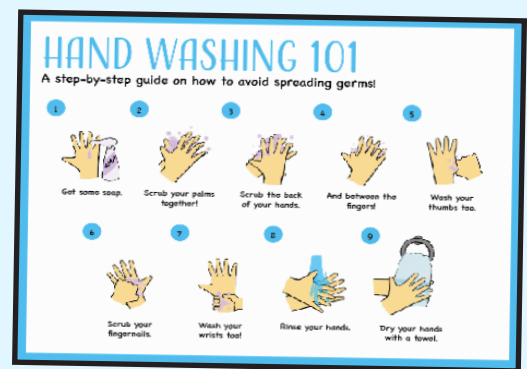 HAND WASHING 101
A step-by-step guide on how to avoid spreading germs!
1
2
3
4
5
Get some soap.
Scrub your palms
together!
Scrub the back
of your hands.
And between the
fingers!
Wash your
thumbs too.
6
7
8
9
Scrub your
fingernails.
Wash your
wrists too!
Rinse your hands.
Dry your hands
with a towel.